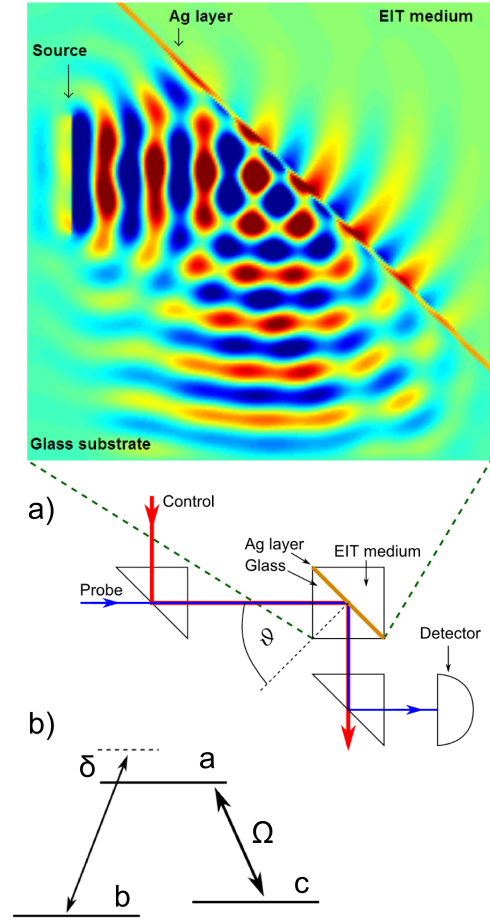 Ag layer
EIT medium
Source
Glass substrate
a)
Control
Ag layer
Glass
EIT medium
Probe
ϑ
Detector
b)
δ
a
Ω
b
c